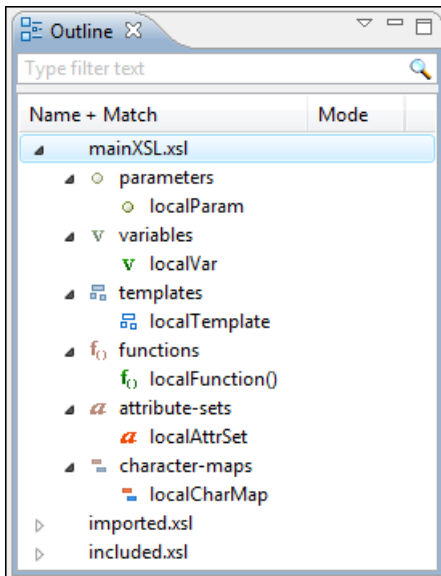 Outline
Type filter text
Name + Match Mode
mainXSL.xsl
parameters
localParam
v variables
v localVar
templates
localTemplate
f() functions
f() localFunction()
a attribute-sets
a localAttrSet
character-maps
localCharMap
imported.xsl
included.xsl